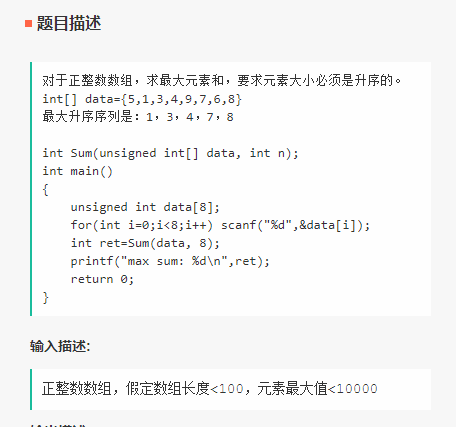 题目描述
对于正整数数组，求最大元素和，要求元素大小必须是升序的。
int[] data={5,1,3,4,9,7,6,8}
最大升序序列是：1，3，4，7，8
int Sum(unsigned int[] data, int n);
int main()
{
    unsigned int data[8];
    for(int i=0;i<8;i++) scanf("%d",&data[i]);
    int ret=Sum(data, 8);
    printf("max sum: %d\n",ret);
    return 0;
}
输入描述:
正整数数组，假定数组长度<100，元素最大值<10000